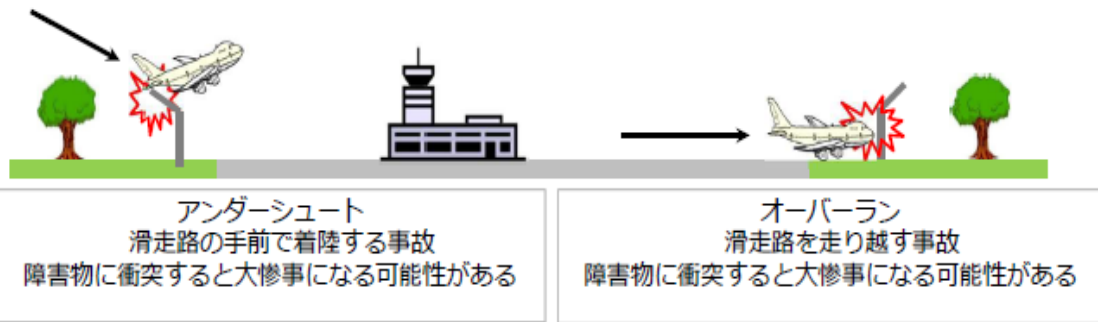 アンダーシュート
滑走路の手前で着陸する事故
障害物に衝突すると大惨事になる可能性がある
オーバーラン
滑走路を走り越す事故
障害物に衝突すると大惨事になる可能性がある